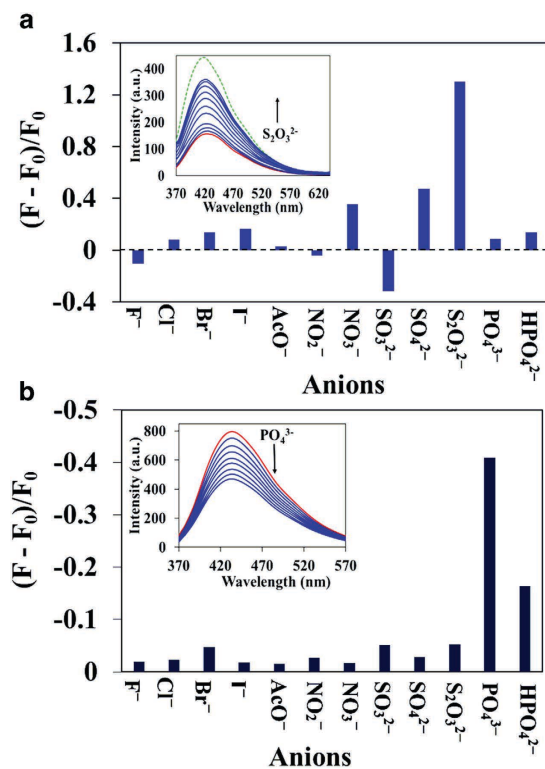 a
(F - F₀)/F₀
1.6
1.2
0.8
0.4
0
-0.4
Intensity (a.u.)
400
300
200
100
0
S₂O₃²⁻
370 420 470 520 570 620
Wavelength (nm)
F⁻ Cl⁻ Br⁻ I⁻ AcO⁻ NO₂⁻ NO₃⁻ SO₃²⁻ SO₄²⁻ S₂O₃²⁻ PO₄³⁻ HPO₄²⁻
Anions
b
(F - F₀)/F₀
-0.5
-0.4
-0.3
-0.2
-0.1
0
Intensity (a.u.)
800
600
400
200
0
PO₄³⁻
370 420 470 520 570
Wavelength (nm)
F⁻ Cl⁻ Br⁻ I⁻ AcO⁻ NO₂⁻ NO₃⁻ SO₃²⁻ SO₄²⁻ S₂O₃²⁻ PO₄³⁻ HPO₄²⁻
Anions